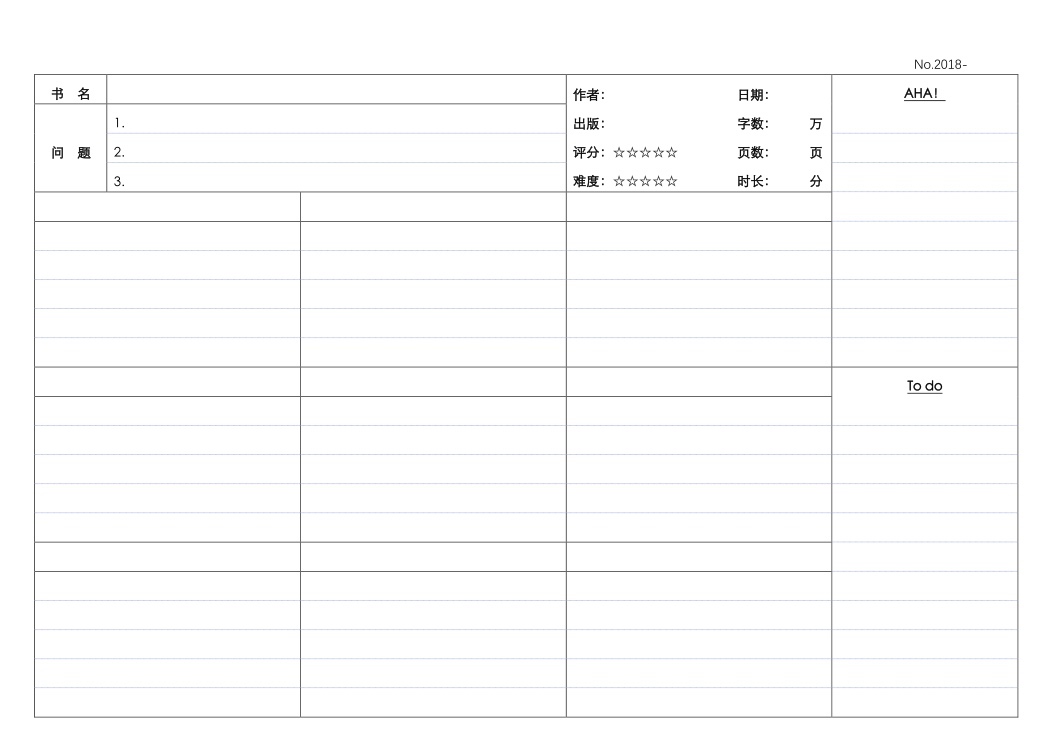 No.2018-
书 名
作者： 日期：
AHA！
出版： 字数： 万
问 题
1.
2.
3.
评分：☆☆☆☆☆ 页数： 页
难度：☆☆☆☆☆ 时长： 分
To do